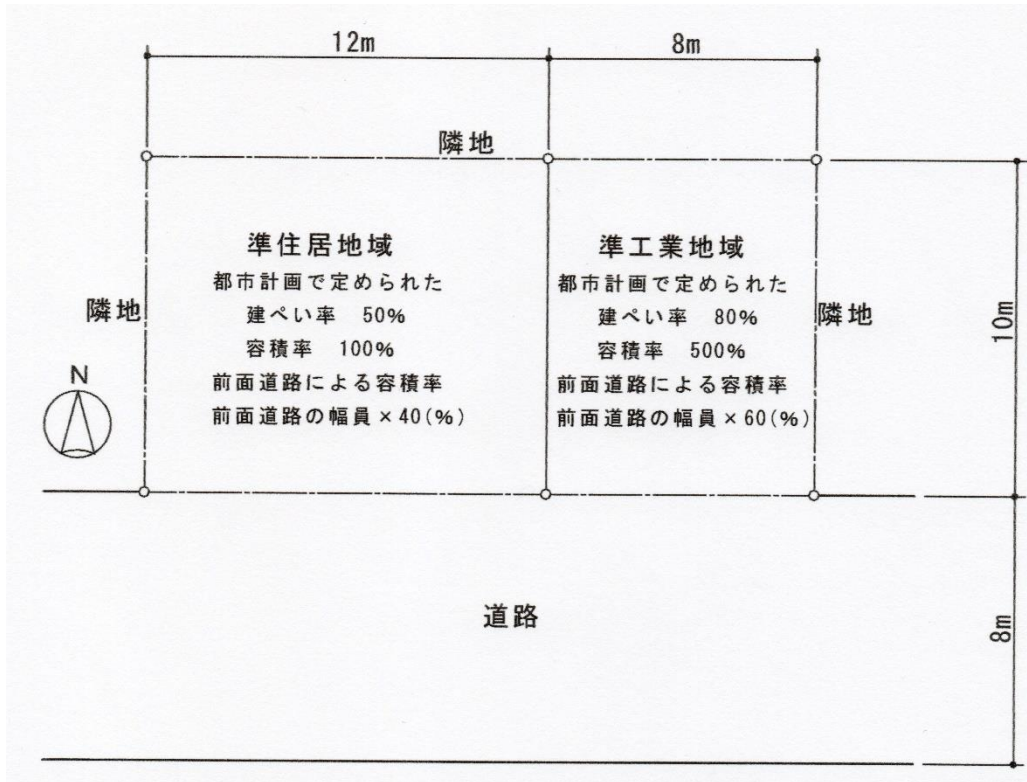 12m
8m
隣地
準住居地域
都市計画で定められた
建ぺい率 50%
容積率 100%
前面道路による容積率
前面道路の幅員×40(%)
準工業地域
都市計画で定められた
建ぺい率 80%
容積率 500%
前面道路による容積率
前面道路の幅員×60(%)
隣地
隣地
10m
N
道路
8m